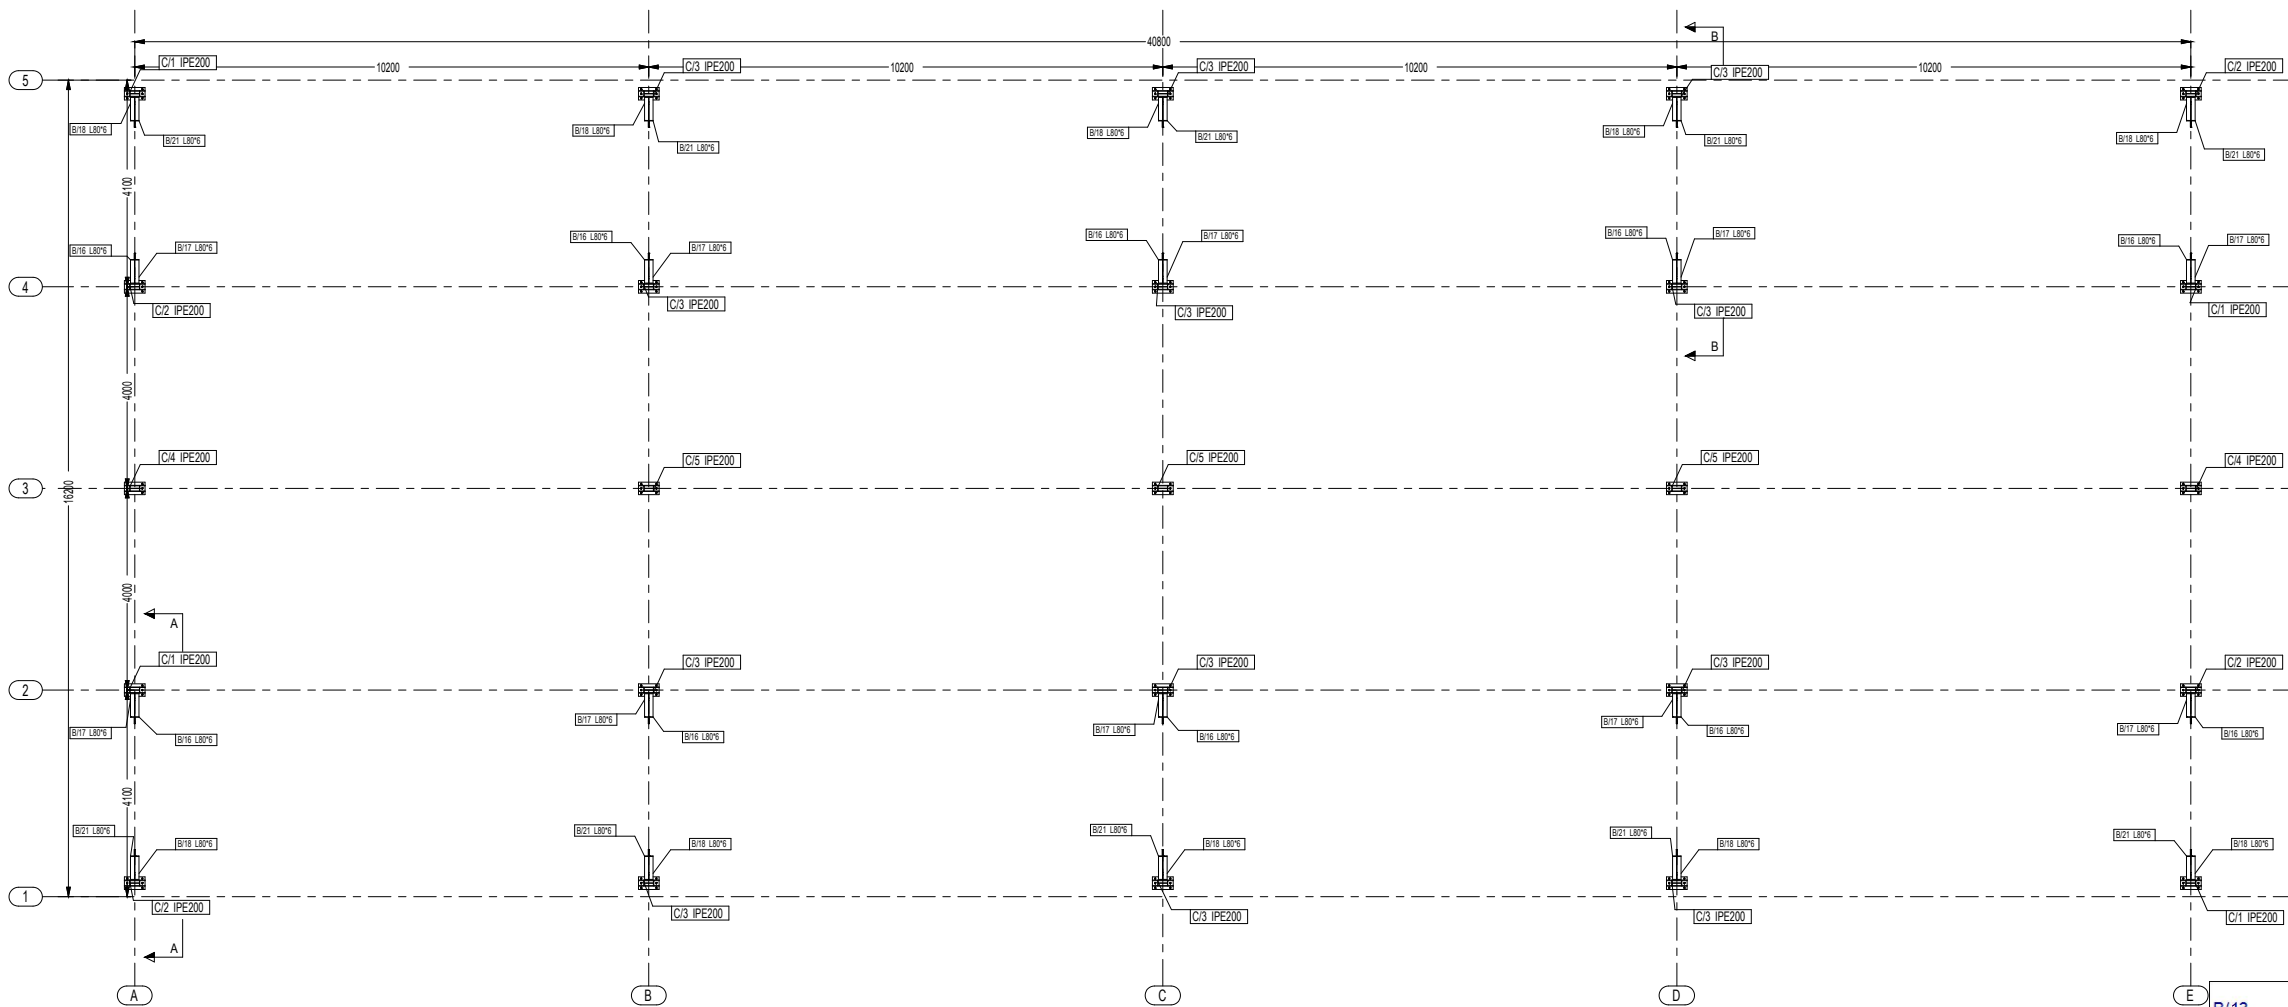 B
40800
C/1 IPE200
10200
C/3 IPE200
10200
C/3 IPE200
10200
C/3 IPE200
10200
C/2 IPE200
5
B/18 L80*6
B/21 L80*6
B/18 L80*6
B/21 L80*6
B/18 L80*6
B/21 L80*6
B/18 L80*6
B/21 L80*6
B/18 L80*6
B/21 L80*6
4100
B/16 L80*6
B/17 L80*6
B/16 L80*6
B/17 L80*6
B/16 L80*6
B/17 L80*6
B/16 L80*6
B/17 L80*6
B/16 L80*6
B/17 L80*6
4
C/2 IPE200
C/3 IPE200
C/3 IPE200
C/3 IPE200
C/1 IPE200
B
4000
C/4 IPE200
C/5 IPE200
C/5 IPE200
C/5 IPE200
C/4 IPE200
3
16200
4000
A
C/1 IPE200
C/3 IPE200
C/3 IPE200
C/3 IPE200
C/2 IPE200
2
B/17 L80*6
B/16 L80*6
B/17 L80*6
B/16 L80*6
B/17 L80*6
B/16 L80*6
B/17 L80*6
B/16 L80*6
B/17 L80*6
B/16 L80*6
4100
B/21 L80*6
B/18 L80*6
B/21 L80*6
B/18 L80*6
B/21 L80*6
B/18 L80*6
B/21 L80*6
B/18 L80*6
B/21 L80*6
B/18 L80*6
1
C/2 IPE200
C/3 IPE200
C/3 IPE200
C/3 IPE200
C/1 IPE200
A
A
B
C
D
E